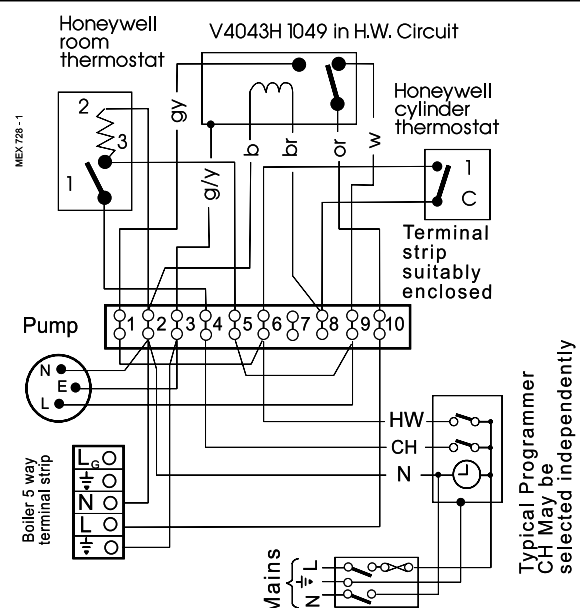 Honeywell
room
thermostat
V4043H 1049 in H.W. Circuit
Honeywell
cylinder
thermostat
MEX 728 - 1
2
3
1
gy
g/y
b
br
or
w
1
C
Terminal
strip
suitably
enclosed
Pump
1 2 3 4 5 6 7 8 9 10
N
E
L
HW
CH
N
Boiler 5 way
terminal strip
LG
N
L
Typical Programmer
CH May be
selected independently
Mains
L
N